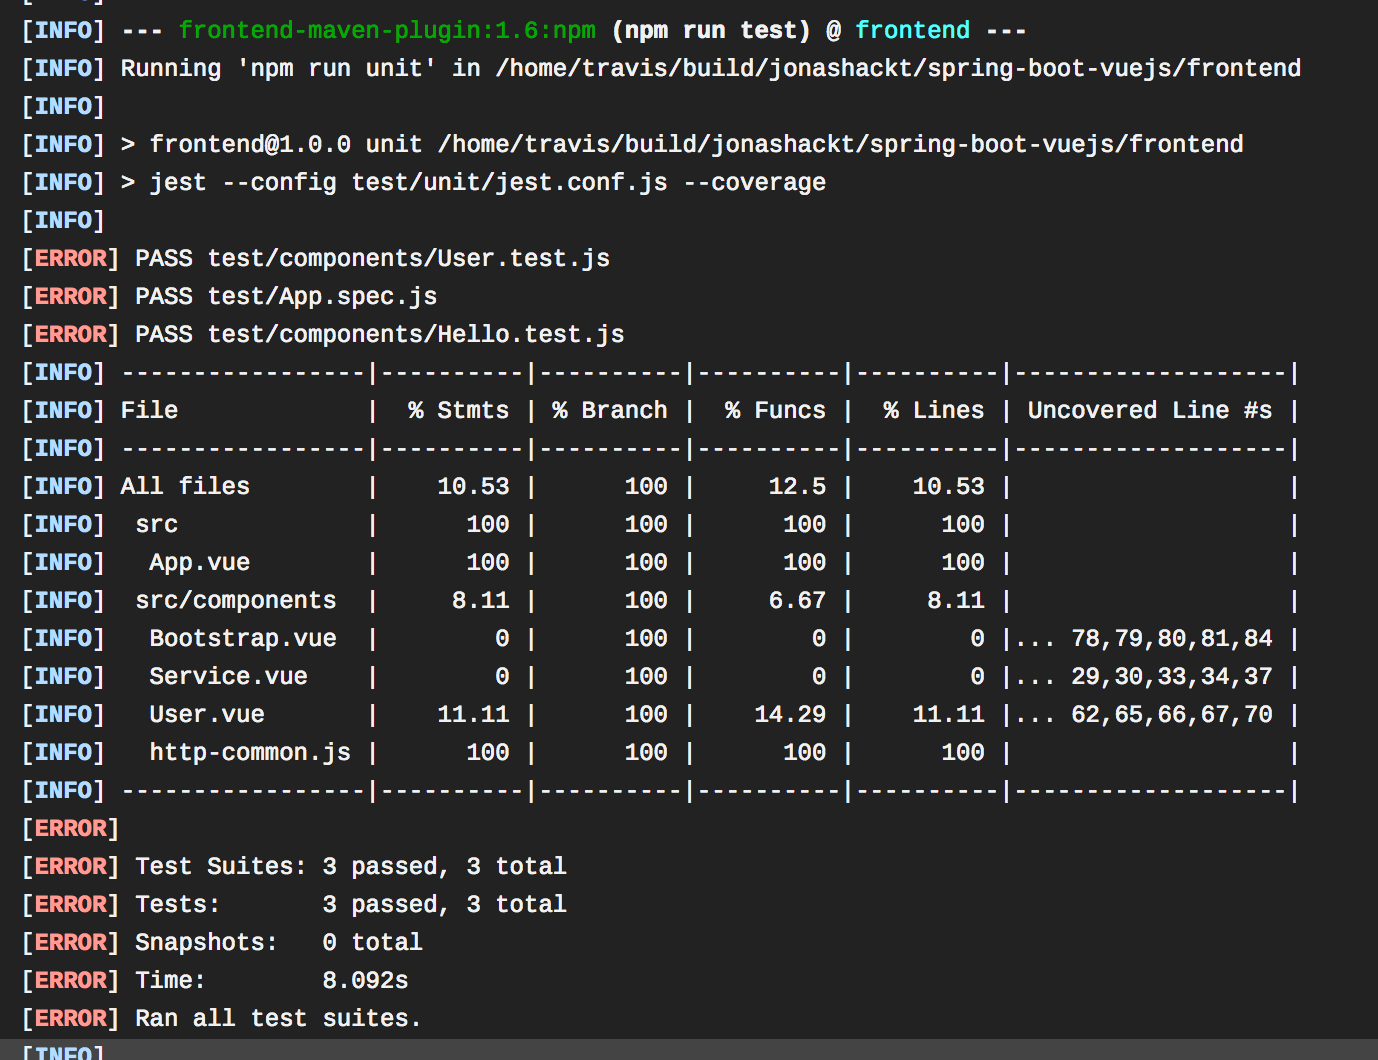 [INFO] --- frontend-maven-plugin:1.6:npm (npm run test) @ frontend ---
[INFO] Running 'npm run unit' in /home/travis/build/jonashackt/spring-boot-vuejs/frontend
[INFO]
[INFO] > frontend@1.0.0 unit /home/travis/build/jonashackt/spring-boot-vuejs/frontend
[INFO] > jest --config test/unit/jest.conf.js --coverage
[INFO]
[ERROR] PASS test/components/User.test.js
[ERROR] PASS test/App.spec.js
[ERROR] PASS test/components/Hello.test.js
[INFO] -----------------|----------|----------|----------|----------|-------------------|
[INFO] File             |  % Stmts | % Branch |  % Funcs |  % Lines | Uncovered Line #s |
[INFO] -----------------|----------|----------|----------|----------|-------------------|
[INFO] All files        |    10.53 |      100 |     12.5 |    10.53 |                   |
[INFO]  src             |      100 |      100 |      100 |      100 |                   |
[INFO]   App.vue        |      100 |      100 |      100 |      100 |                   |
[INFO]  src/components  |     8.11 |      100 |     6.67 |     8.11 |                   |
[INFO]   Bootstrap.vue  |        0 |      100 |        0 |        0 |... 78,79,80,81,84 |
[INFO]   Service.vue    |        0 |      100 |        0 |        0 |... 29,30,33,34,37 |
[INFO]   User.vue       |    11.11 |      100 |    14.29 |    11.11 |... 62,65,66,67,70 |
[INFO]   http-common.js |      100 |      100 |      100 |      100 |                   |
[INFO] -----------------|----------|----------|----------|----------|-------------------|
[ERROR]
[ERROR] Test Suites: 3 passed, 3 total
[ERROR] Tests:       3 passed, 3 total
[ERROR] Snapshots:   0 total
[ERROR] Time:        8.092s
[ERROR] Ran all test suites.
[INFO]